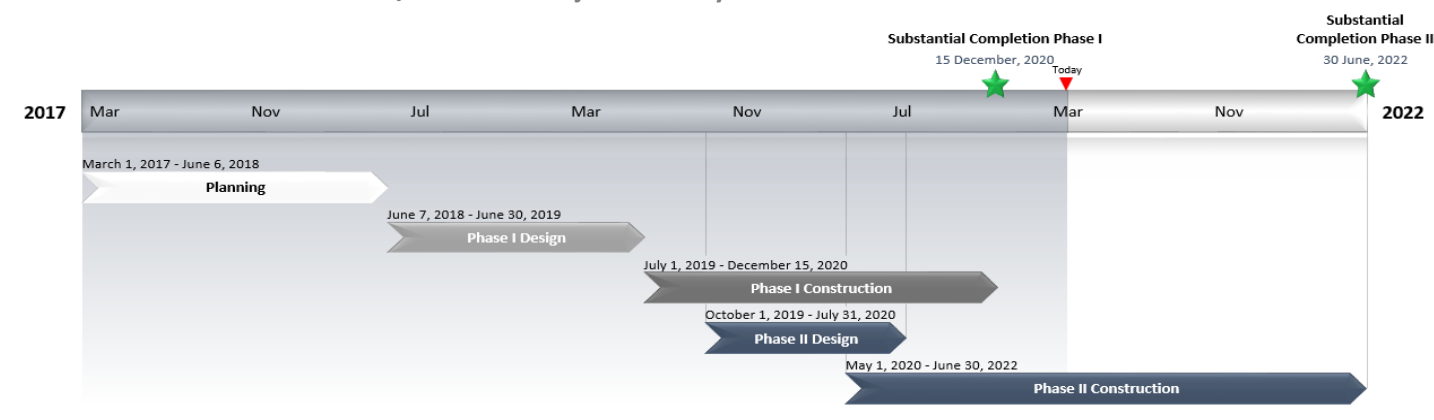 Substantial Completion Phase I
15 December, 2020
Today
Substantial
Completion Phase II
30 June, 2022
2017 Mar Nov Jul Mar Nov Jul Mar Nov 2022
March 1, 2017 - June 6, 2018
Planning
June 7, 2018 - June 30, 2019
Phase I Design
July 1, 2019 - December 15, 2020
Phase I Construction
October 1, 2019 - July 31, 2020
Phase II Design
May 1, 2020 - June 30, 2022
Phase II Construction